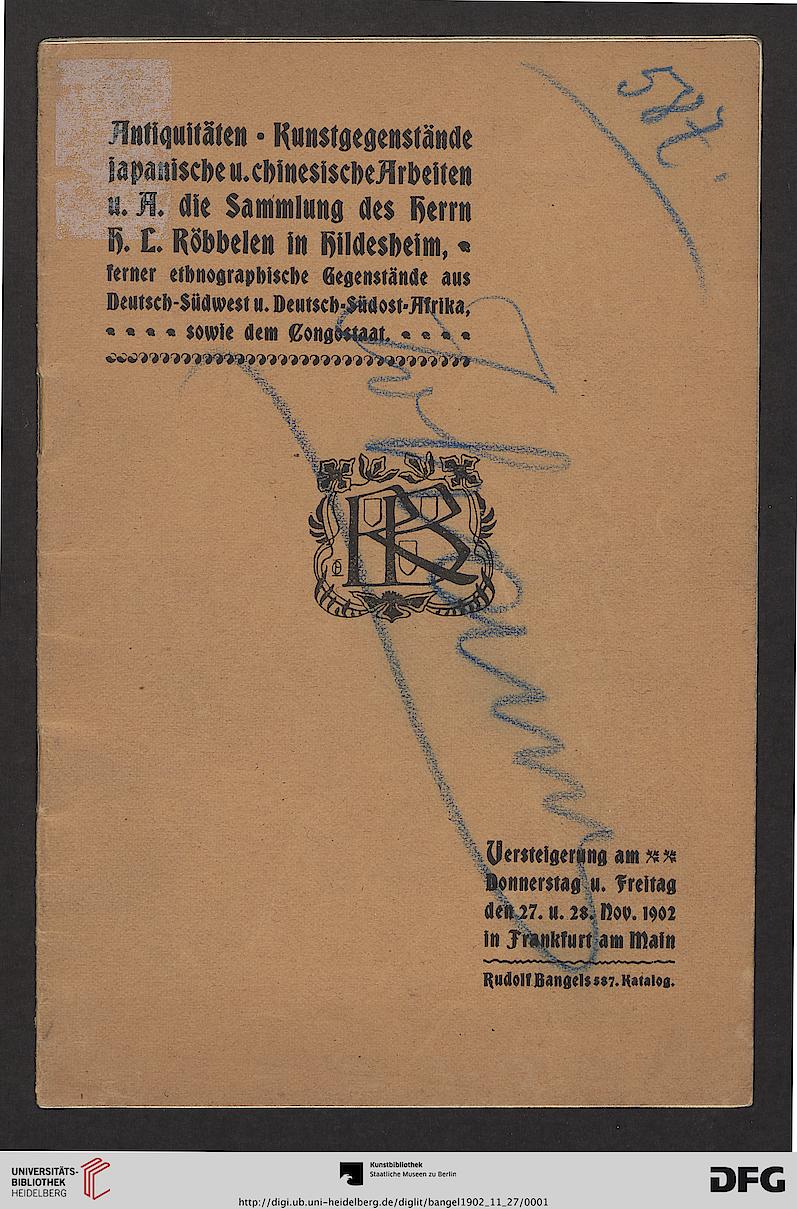 587.
Antiquitäten • Kunstgegenstände
japanische u. chinesische Arbeiten
u. A. die Sammlung des Herrn
H. L. Röbbelen in Hildesheim,
ferner ethnographische Gegenstände aus
Deutsch-Südwest u. Deutsch-Südost-Afrika,
sowie dem Congostaat.
RB
Versteigerung am
Donnerstag u. Freitag
den 27. u. 28. Nov. 1902
in Frankfurt am Main
Rudolf Bangels 587. Katalog.
UNIVERSITÄTS-
BIBLIOTHEK
HEIDELBERG
Kunstbibliothek
Staatliche Museen zu Berlin
DFG
http://digi.ub.uni-heidelberg.de/diglit/bangel1902_11_27/0001